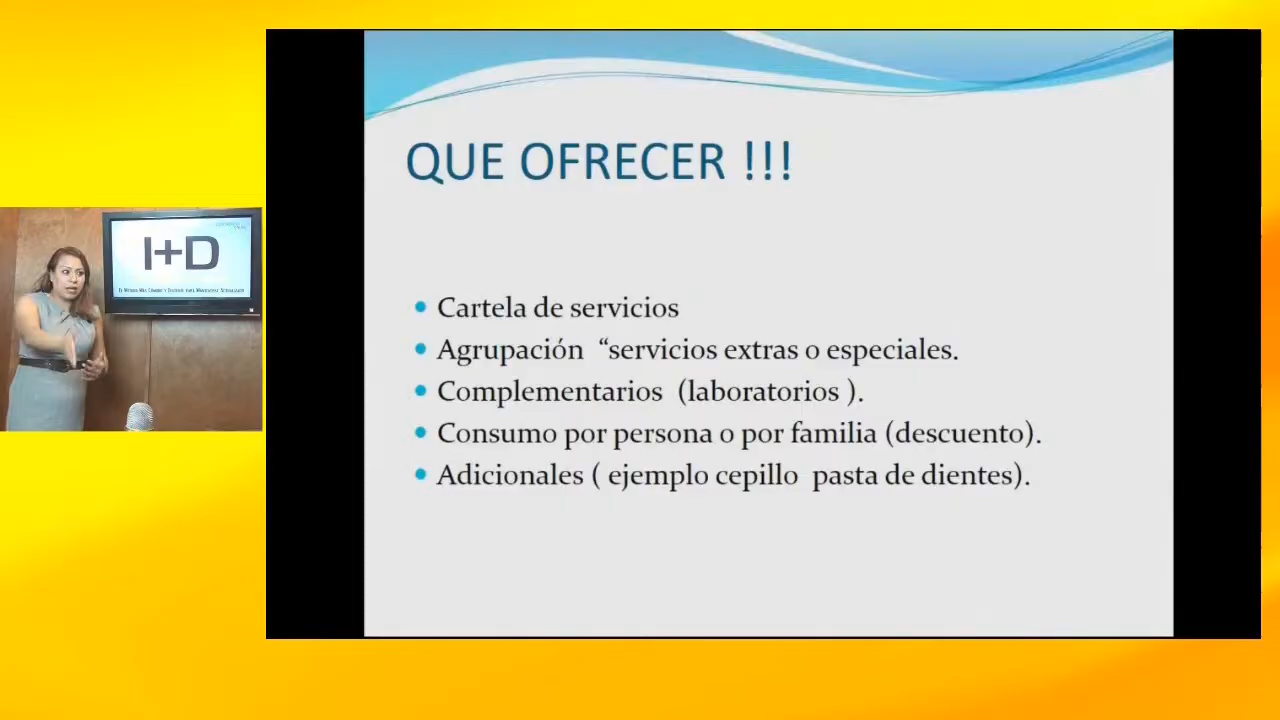 I+D
QUE OFRECER !!!
Cartela de servicios
Agrupación “servicios extras o especiales.
Complementarios (laboratorios ).
Consumo por persona o por familia (descuento).
Adicionales ( ejemplo cepillo pasta de dientes).